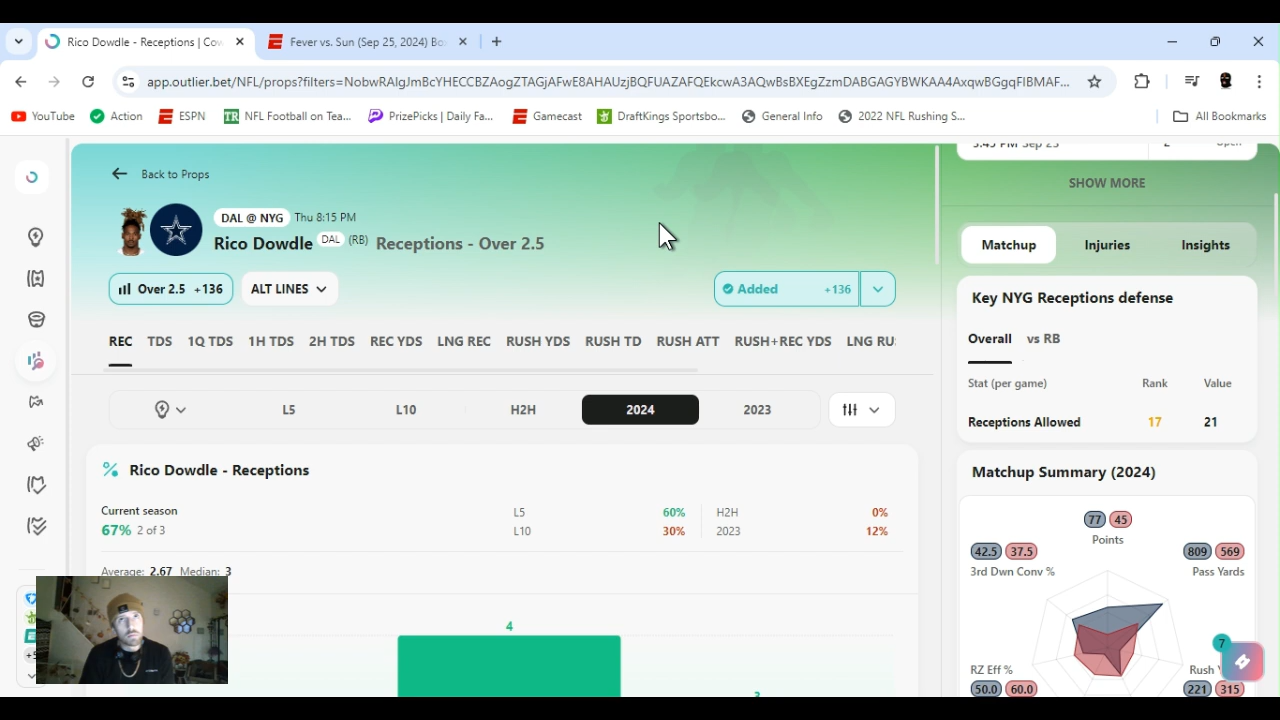 Rico Dowdle - Receptions | Cow
Fever vs. Sun (Sep 25, 2024) Bo
app.outlier.bet/NFL/props?filters=NobwRAlgJmBcYHECCBZAogZTAGjAFwE8AHAUzjBQFUAZAFQEkcwA3AQwBsBXEgZzmDABGAGYBWKAA4AxqwBGgqFIBMAF...
YouTube
Action
ESPN
NFL Football on Tea...
PrizePicks | Daily Fa...
Gamecast
DraftKings Sportsbo...
General Info
2022 NFL Rushing S...
All Bookmarks
Back to Props
DAL @ NYG Thu 8:15 PM
Rico Dowdle DAL (RB) Receptions - Over 2.5
Over 2.5 +136
ALT LINES
Added +136
REC TDS 1Q TDS 1H TDS 2H TDS REC YDS LNG REC RUSH YDS RUSH TD RUSH ATT RUSH+REC YDS LNG RU
L5 L10 H2H 2024 2023
Rico Dowdle - Receptions
Current season
67% 2 of 3
L5 60% H2H 0%
L10 30% 2023 12%
Average: 2.67 Median: 3
4
3
3:45 PM Sep 25
SHOW MORE
Matchup Injuries Insights
Key NYG Receptions defense
Overall vs RB
Stat (per game) Rank Value
Receptions Allowed 17 21
Matchup Summary (2024)
77 45
Points
42.5 37.5
3rd Dwn Conv %
809 569
Pass Yards
RZ Eff %
50.0 60.0
Rush Y
221 315
7